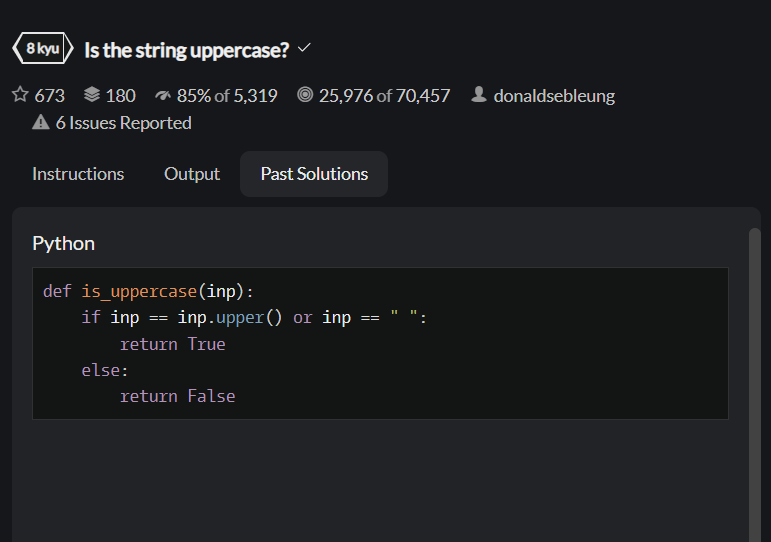 8 kyu Is the string uppercase?
673 180 85% of 5,319 25,976 of 70,457 donaldsebleung
6 Issues Reported
Instructions Output Past Solutions
Python
def is_uppercase(inp):
    if inp == inp.upper() or inp == " ":
        return True
    else:
        return False